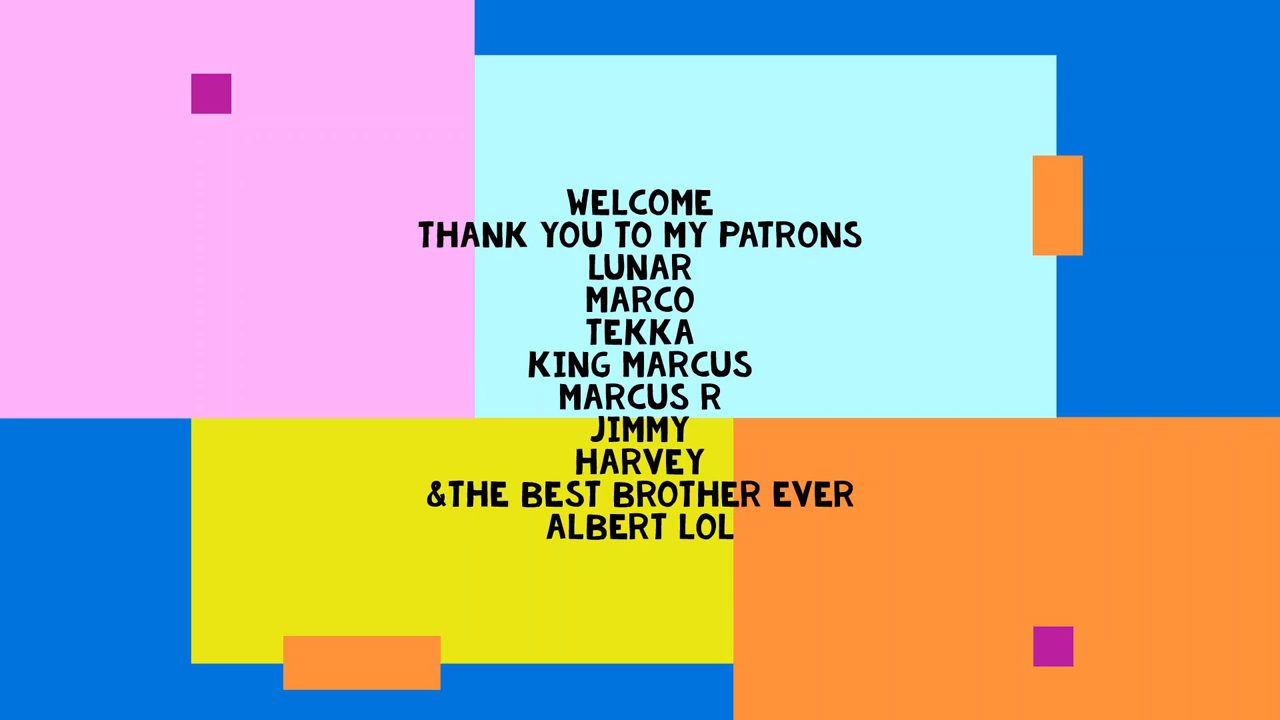 WELCOME
THANK YOU TO MY PATRONS
LUNAR
MARCO
TEKKA
KING MARCUS
MARCUS R
JIMMY
HARVEY
&THE BEST BROTHER EVER
ALBERT LOL